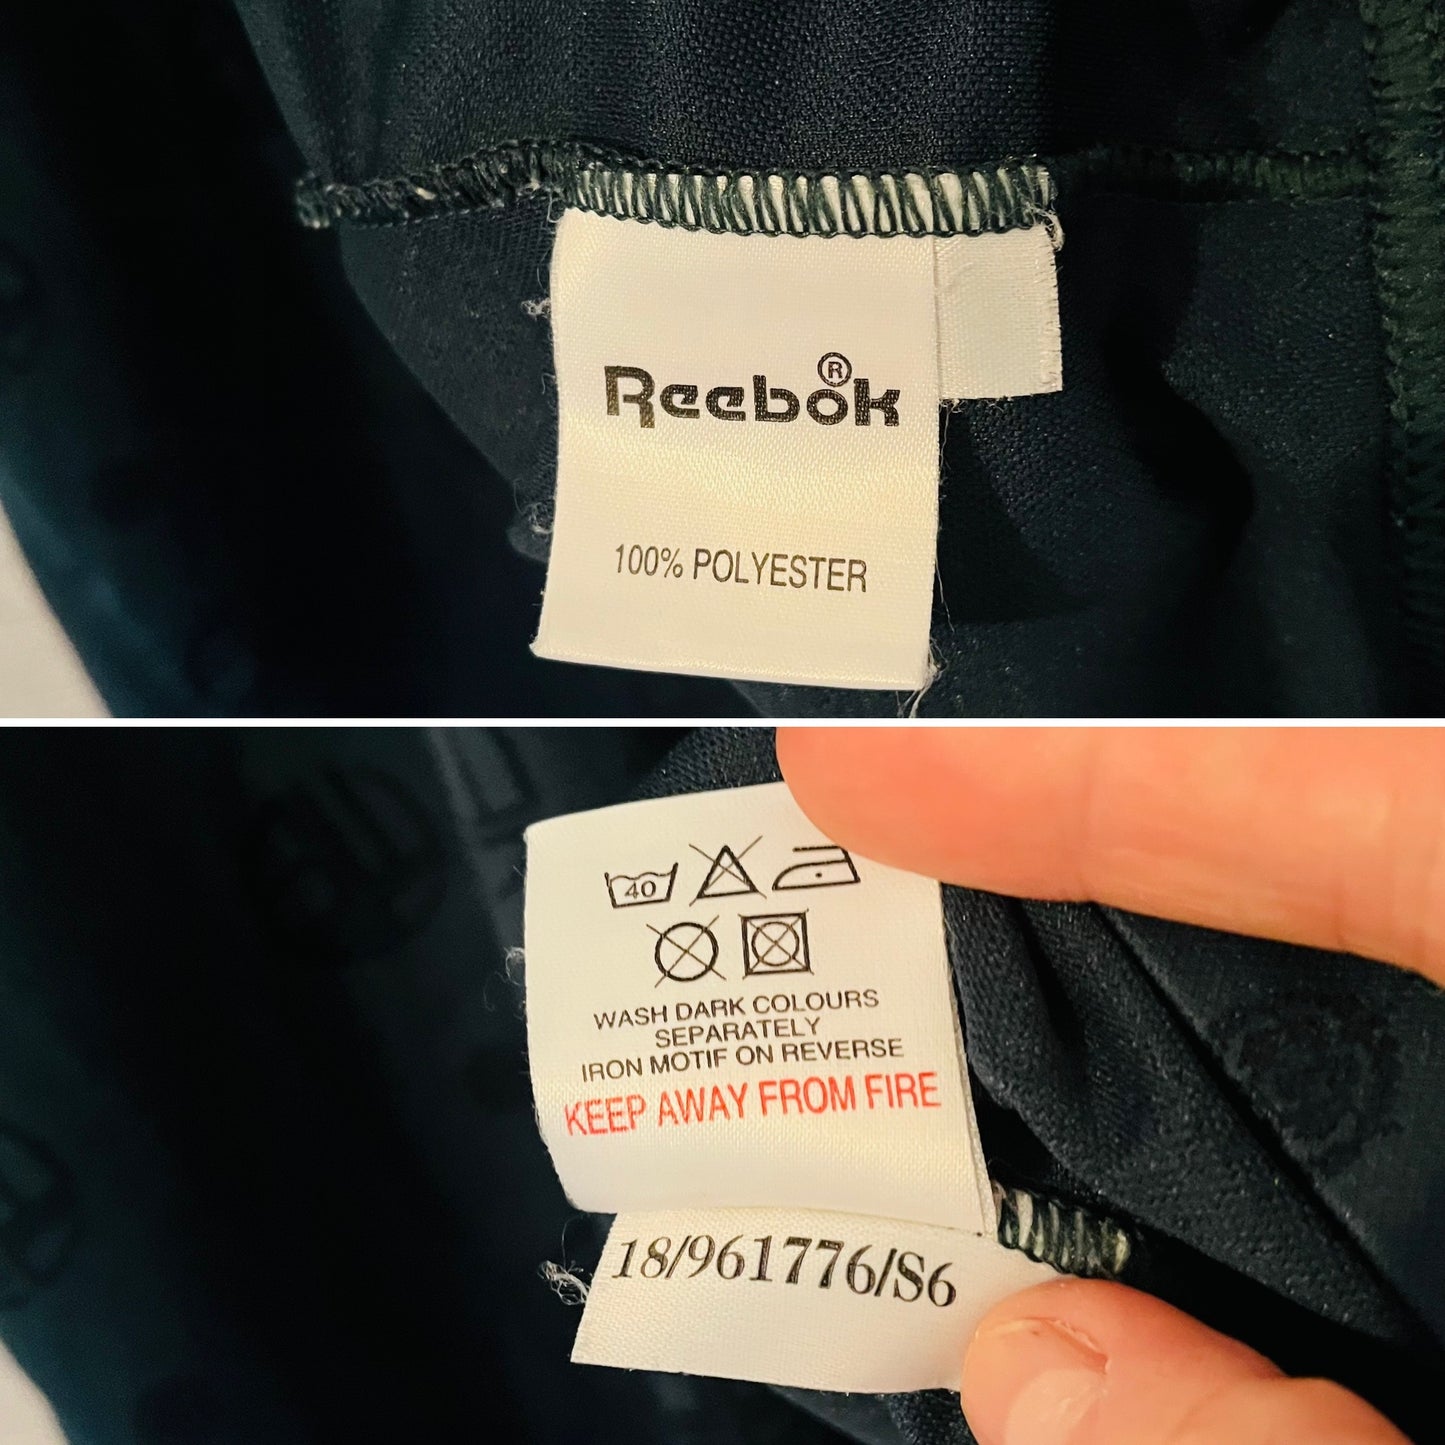 Reebok®
100% POLYESTER
40
WASH DARK COLOURS
SEPARATELY
IRON MOTIF ON REVERSE
KEEP AWAY FROM FIRE
18/961776/S6